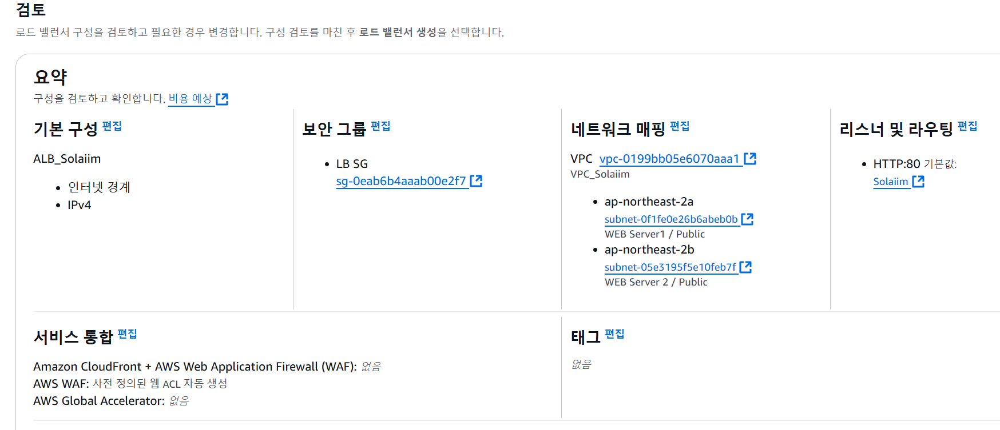 검토
로드 밸런서 구성을 검토하고 필요한 경우 변경합니다. 구성 검토를 마친 후 로드 밸런서 생성을 선택합니다.
요약
구성을 검토하고 확인합니다. 비용 예상
기본 구성 편집
ALB_Solaiim
• 인터넷 경계
• IPv4
보안 그룹 편집
• LB SG
sg-0eab6b4aaab00e2f7
네트워크 매핑 편집
VPC vpc-0199bb05e6070aaa1
VPC_Solaiim
• ap-northeast-2a
subnet-0f1fe0e26b6abeb0b
WEB Server1 / Public
• ap-northeast-2b
subnet-05e3195f5e10feb7f
WEB Server 2 / Public
리스너 및 라우팅 편집
• HTTP:80 기본값:
Solaiim
서비스 통합 편집
Amazon CloudFront + AWS Web Application Firewall (WAF): 없음
AWS WAF: 사전 정의된 웹 ACL 자동 생성
AWS Global Accelerator: 없음
태그 편집
없음